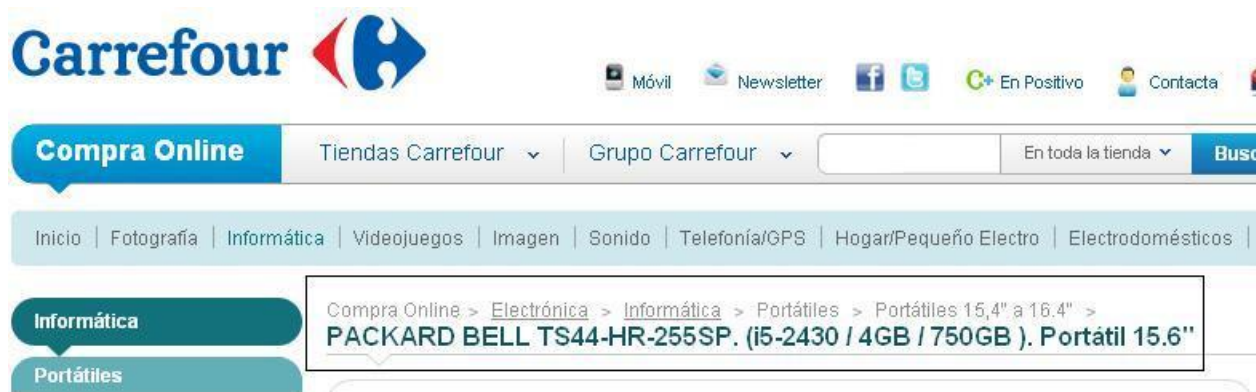 Carrefour
Móvil Newsletter En Positivo Contacta
Compra Online Tiendas Carrefour Grupo Carrefour En toda la tienda
Inicio | Fotografía | Informática | Videojuegos | Imagen | Sonido | Telefonía/GPS | Hogar/Pequeño Electro | Electrodomésticos |
Informática
Compra Online > Electrónica > Informática > Portátiles > Portátiles 15,4" a 16.4" >
PACKARD BELL TS44-HR-255SP. (i5-2430 / 4GB / 750GB ). Portátil 15.6''
Portátiles